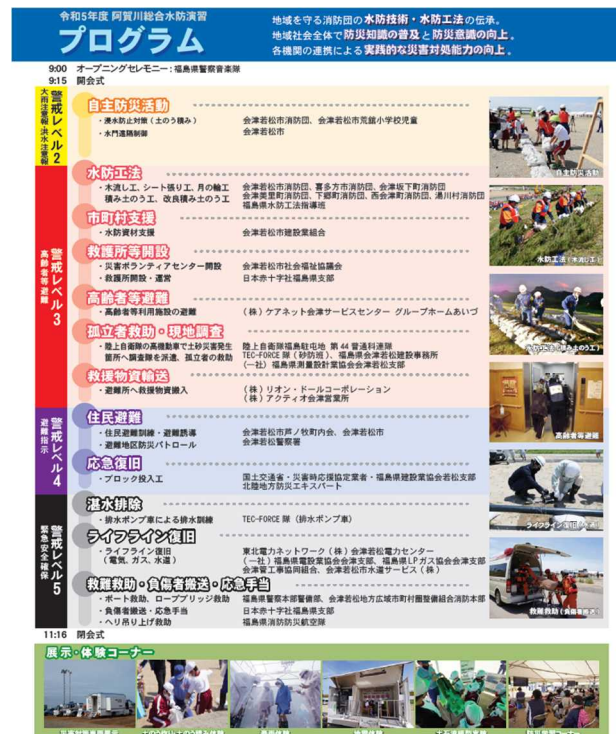 令和5年度 阿賀川総合水防演習
プログラム
地域を守る消防団の水防技術・水防工法の伝承。
地域社会全体で防災知識の普及と防災意識の向上。
各機関の連携による実践的な災害対処能力の向上。
9:00 オープニングセレモニー：福島県警察音楽隊
9:15 開会式
警戒レベル2
大雨注意報・洪水注意報
自主防災活動
・浸水防止対策（土のう積み） 会津若松市消防団、会津若松市荒舘小学校児童
・水門遠隔制御 会津若松市
自主防災活動
警戒レベル3
高齢者等避難
水防工法
・木流し工、シート張り工、月の輪工 会津若松市消防団、喜多方市消防団、会津坂下町消防団
積み土のう工、改良積み土のう工 会津美里町消防団、下郷町消防団、西会津町消防団、湯川村消防団
福島県水防工法指導班
水防工法（木流し工）
市町村支援
・水防資材支援 会津若松市建設業組合
救護所等開設
・災害ボランティアセンター開設 会津若松市社会福祉協議会
・救護所開設・運営 日本赤十字社福島県支部
高齢者等避難
・高齢者等利用施設の避難 （株）ケアネット会津サービスセンター グループホームあいづ
水防工法（積み土のう工）
孤立者救助・現地調査
・陸上自衛隊の高機動車で土砂災害発生 陸上自衛隊福島駐屯地 第44普通科連隊
箇所へ調査隊を派遣、孤立者の救助 TEC-FORCE隊（砂防班）、福島県会津若松建設事務所
（一社）福島県測量設計業協会会津若松支部
救援物資輸送
・避難所へ救援物資搬入 （株）リオン・ドールコーポレーション
（株）アクティオ会津営業所
高齢者等避難
警戒レベル4
避難指示
住民避難
・住民避難訓練・避難誘導 会津若松市芦ノ牧町内会、会津若松市
・避難地区防災パトロール 会津若松警察署
応急復旧
・ブロック投入工 国土交通省・災害時応援協定業者・福島県建設業協会若松支部
北陸地方防災エキスパート
警戒レベル5
緊急安全確保
湛水排除
・排水ポンプ車による排水訓練 TEC-FORCE隊（排水ポンプ車）
ライフライン復旧
・ライフライン復旧 東北電力ネットワーク（株）会津若松電力センター
（電気、ガス、水道） （一社）福島県電設業協会会津支部、福島県LPガス協会会津支部
会津管工事協同組合、会津若松市水道サービス（株）
救難救助・負傷者搬送・応急手当
・ボート救助、ロープブリッジ救助 福島県警察本部警備部、会津若松地方広域市町村圏整備組合消防本部
・負傷者搬送・応急手当 日本赤十字社福島県支部
・ヘリ吊り上げ救助 福島県消防防災航空隊
救難救助（負傷者搬送）
11:16 閉会式
展示・体験コーナー